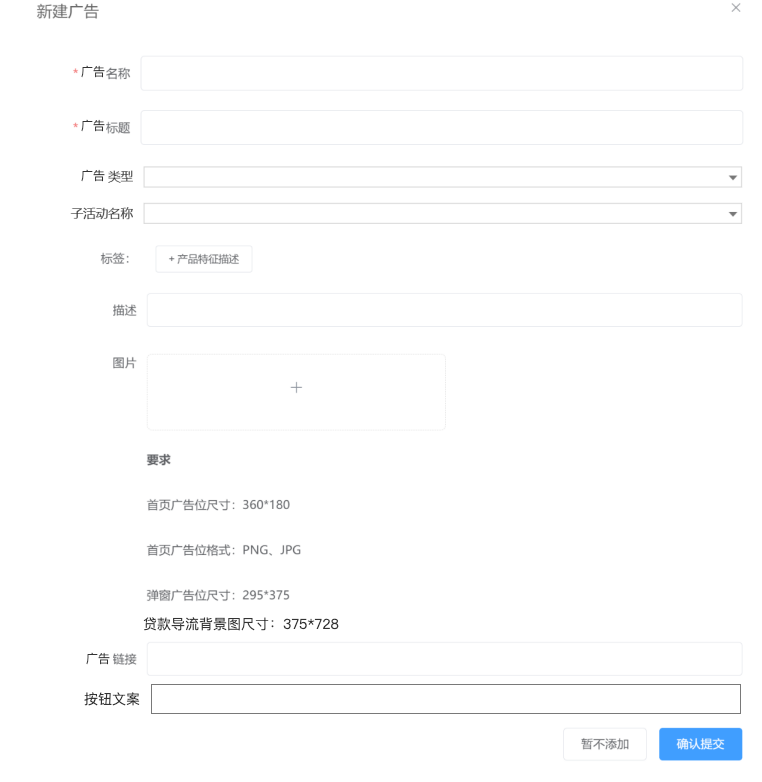 新建广告
* 广告名称
* 广告标题
广告 类型
子活动名称
标签：
+ 产品特征描述
描述
图片
要求
首页广告位尺寸：360*180
首页广告位格式：PNG、JPG
弹窗广告位尺寸：295*375
贷款导流背景图尺寸：375*728
广告 链接
按钮文案
暂不添加
确认提交